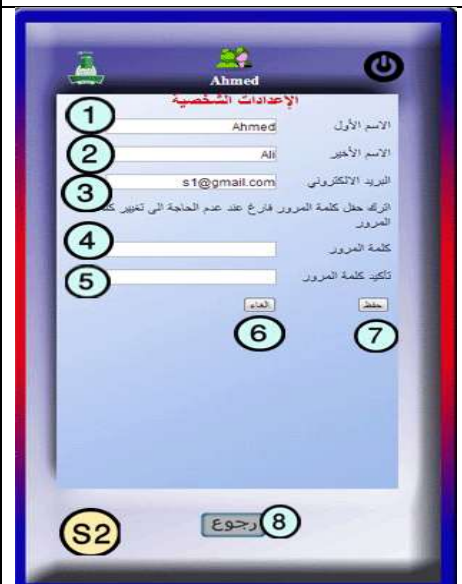 Ahmed
الإعدادات الشخصية
1 Ahmed الاسم الأول
2 Ali الاسم الأخير
3 s1@gmail.com البريد الالكتروني
اترك حقل كلمة المرور فارغ عند عدم الحاجة الى تغيير
المرور
4 كلمة المرور
5 تأكيد كلمة المرور
حفظ الغاء
7 6
رجوع 8
S2